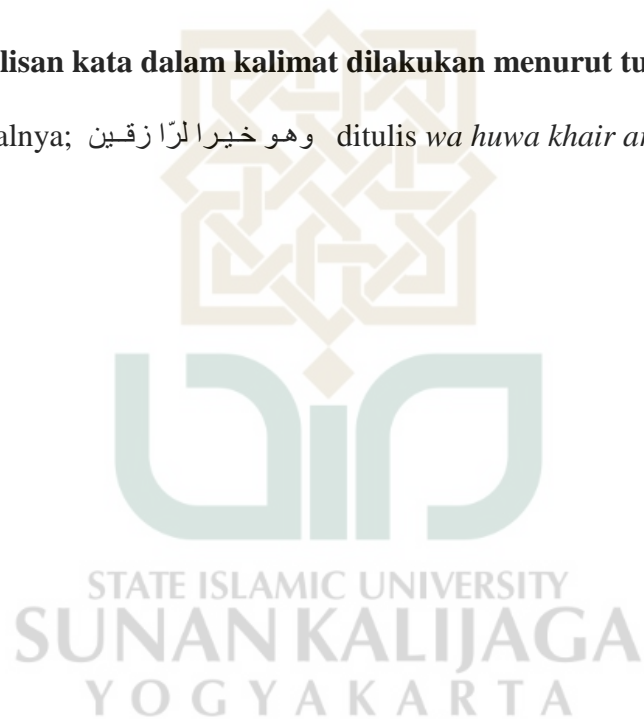 lisan kata dalam kalimat dilakukan menurut tu
alnya; وهو خيرا لرّا زقين ditulis wa huwa khair ar
STATE ISLAMIC UNIVERSITY
SUNAN KALIJAGA
YOGYAKARTA